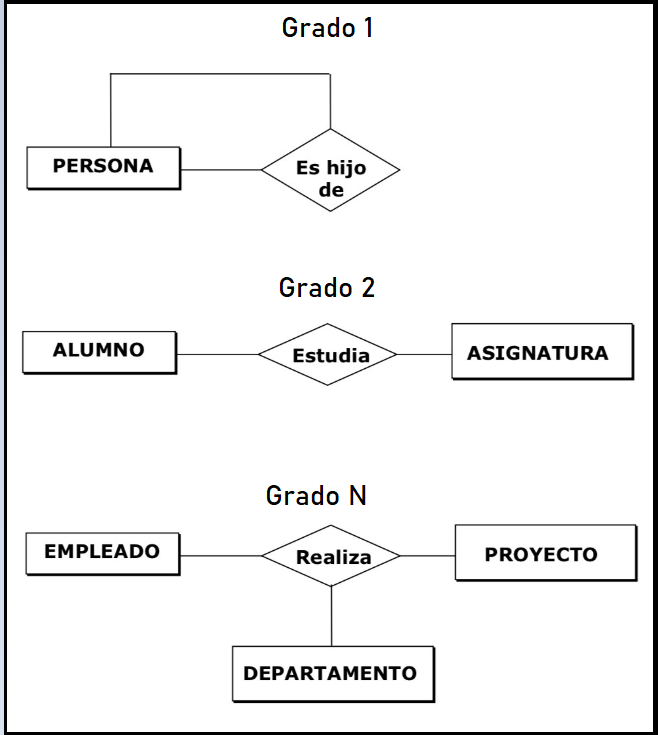 Grado 1
PERSONA
Es hijo
de
Grado 2
ALUMNO
Estudia
ASIGNATURA
Grado N
EMPLEADO
Realiza
PROYECTO
DEPARTAMENTO